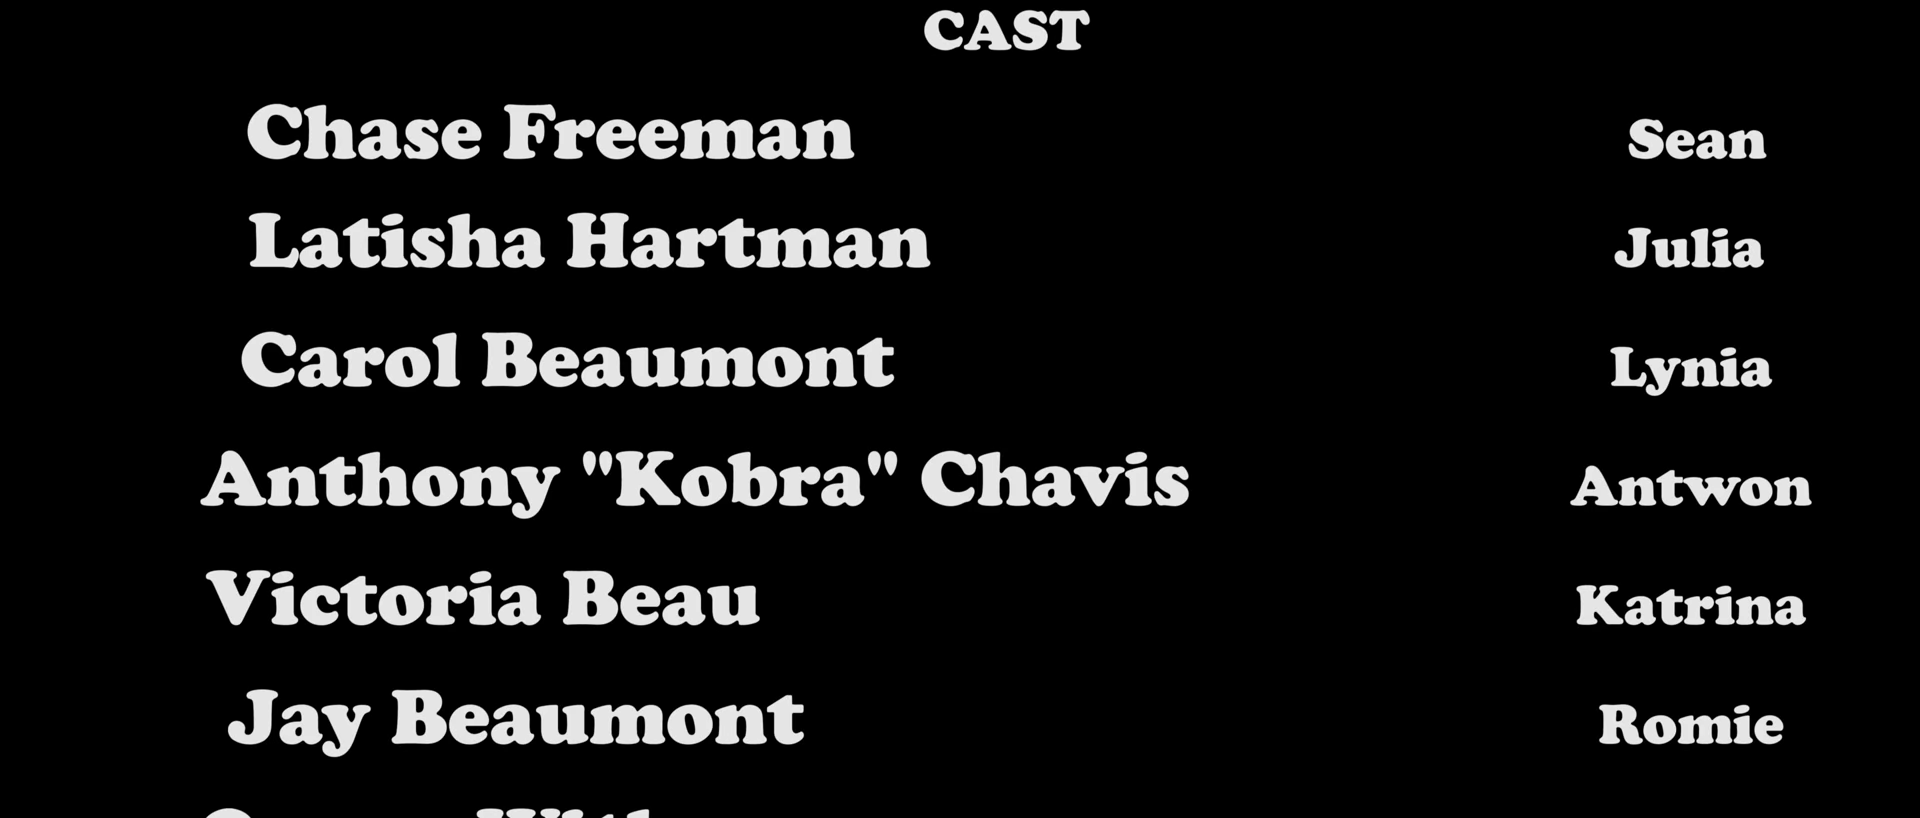 CAST
Chase Freeman Sean
Latisha Hartman Julia
Carol Beaumont Lynia
Anthony "Kobra" Chavis Antwon
Victoria Beau Katrina
Jay Beaumont Romie